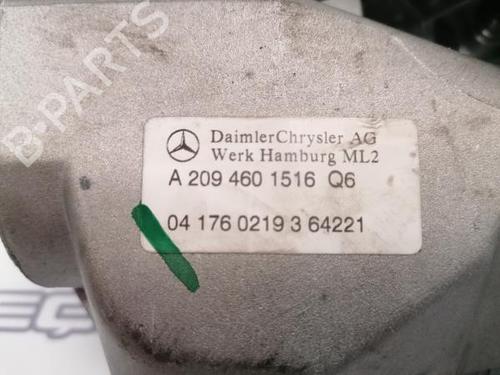 B-PARTS
DaimlerChrysler AG
Werk Hamburg ML2
A 209 460 1516 Q6
04 176 0219 3 64221